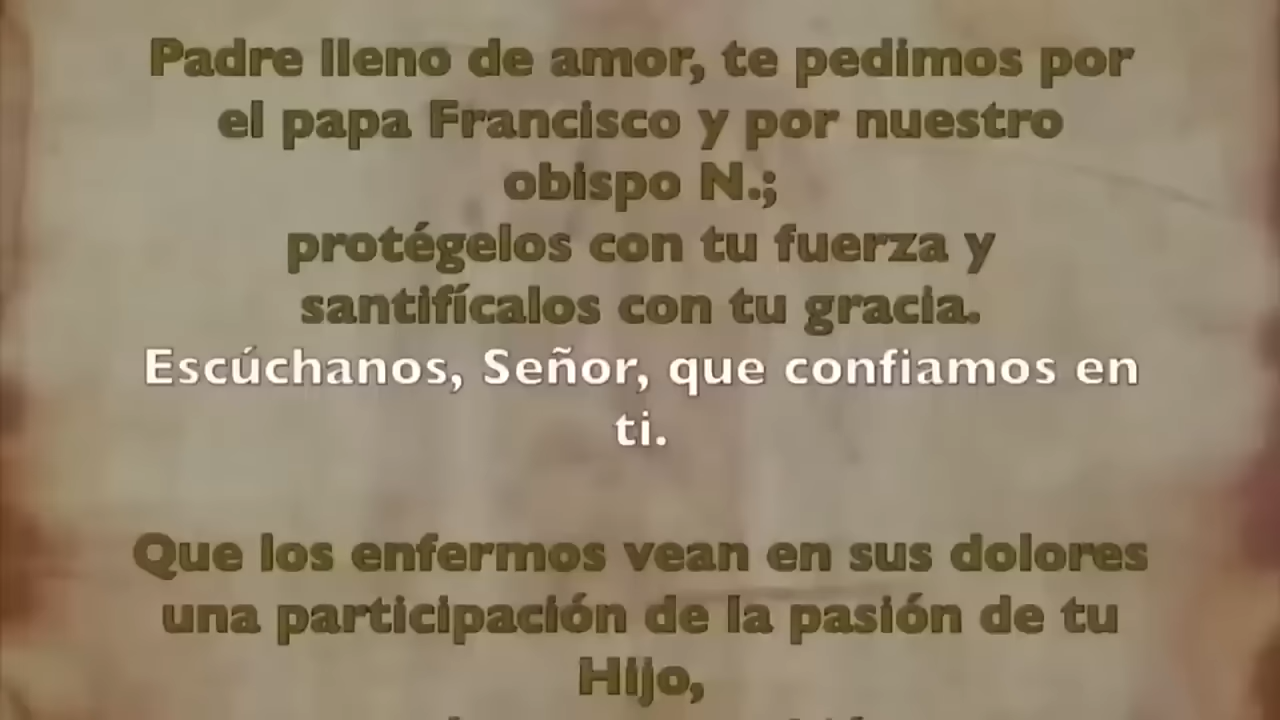 Padre lleno de amor, te pedimos por
el papa Francisco y por nuestro
obispo N.;
protégelos con tu fuerza y
santifícalos con tu gracia.
Escúchanos, Señor, que confiamos en
ti.
Que los enfermos vean en sus dolores
una participación de la pasión de tu
Hijo,